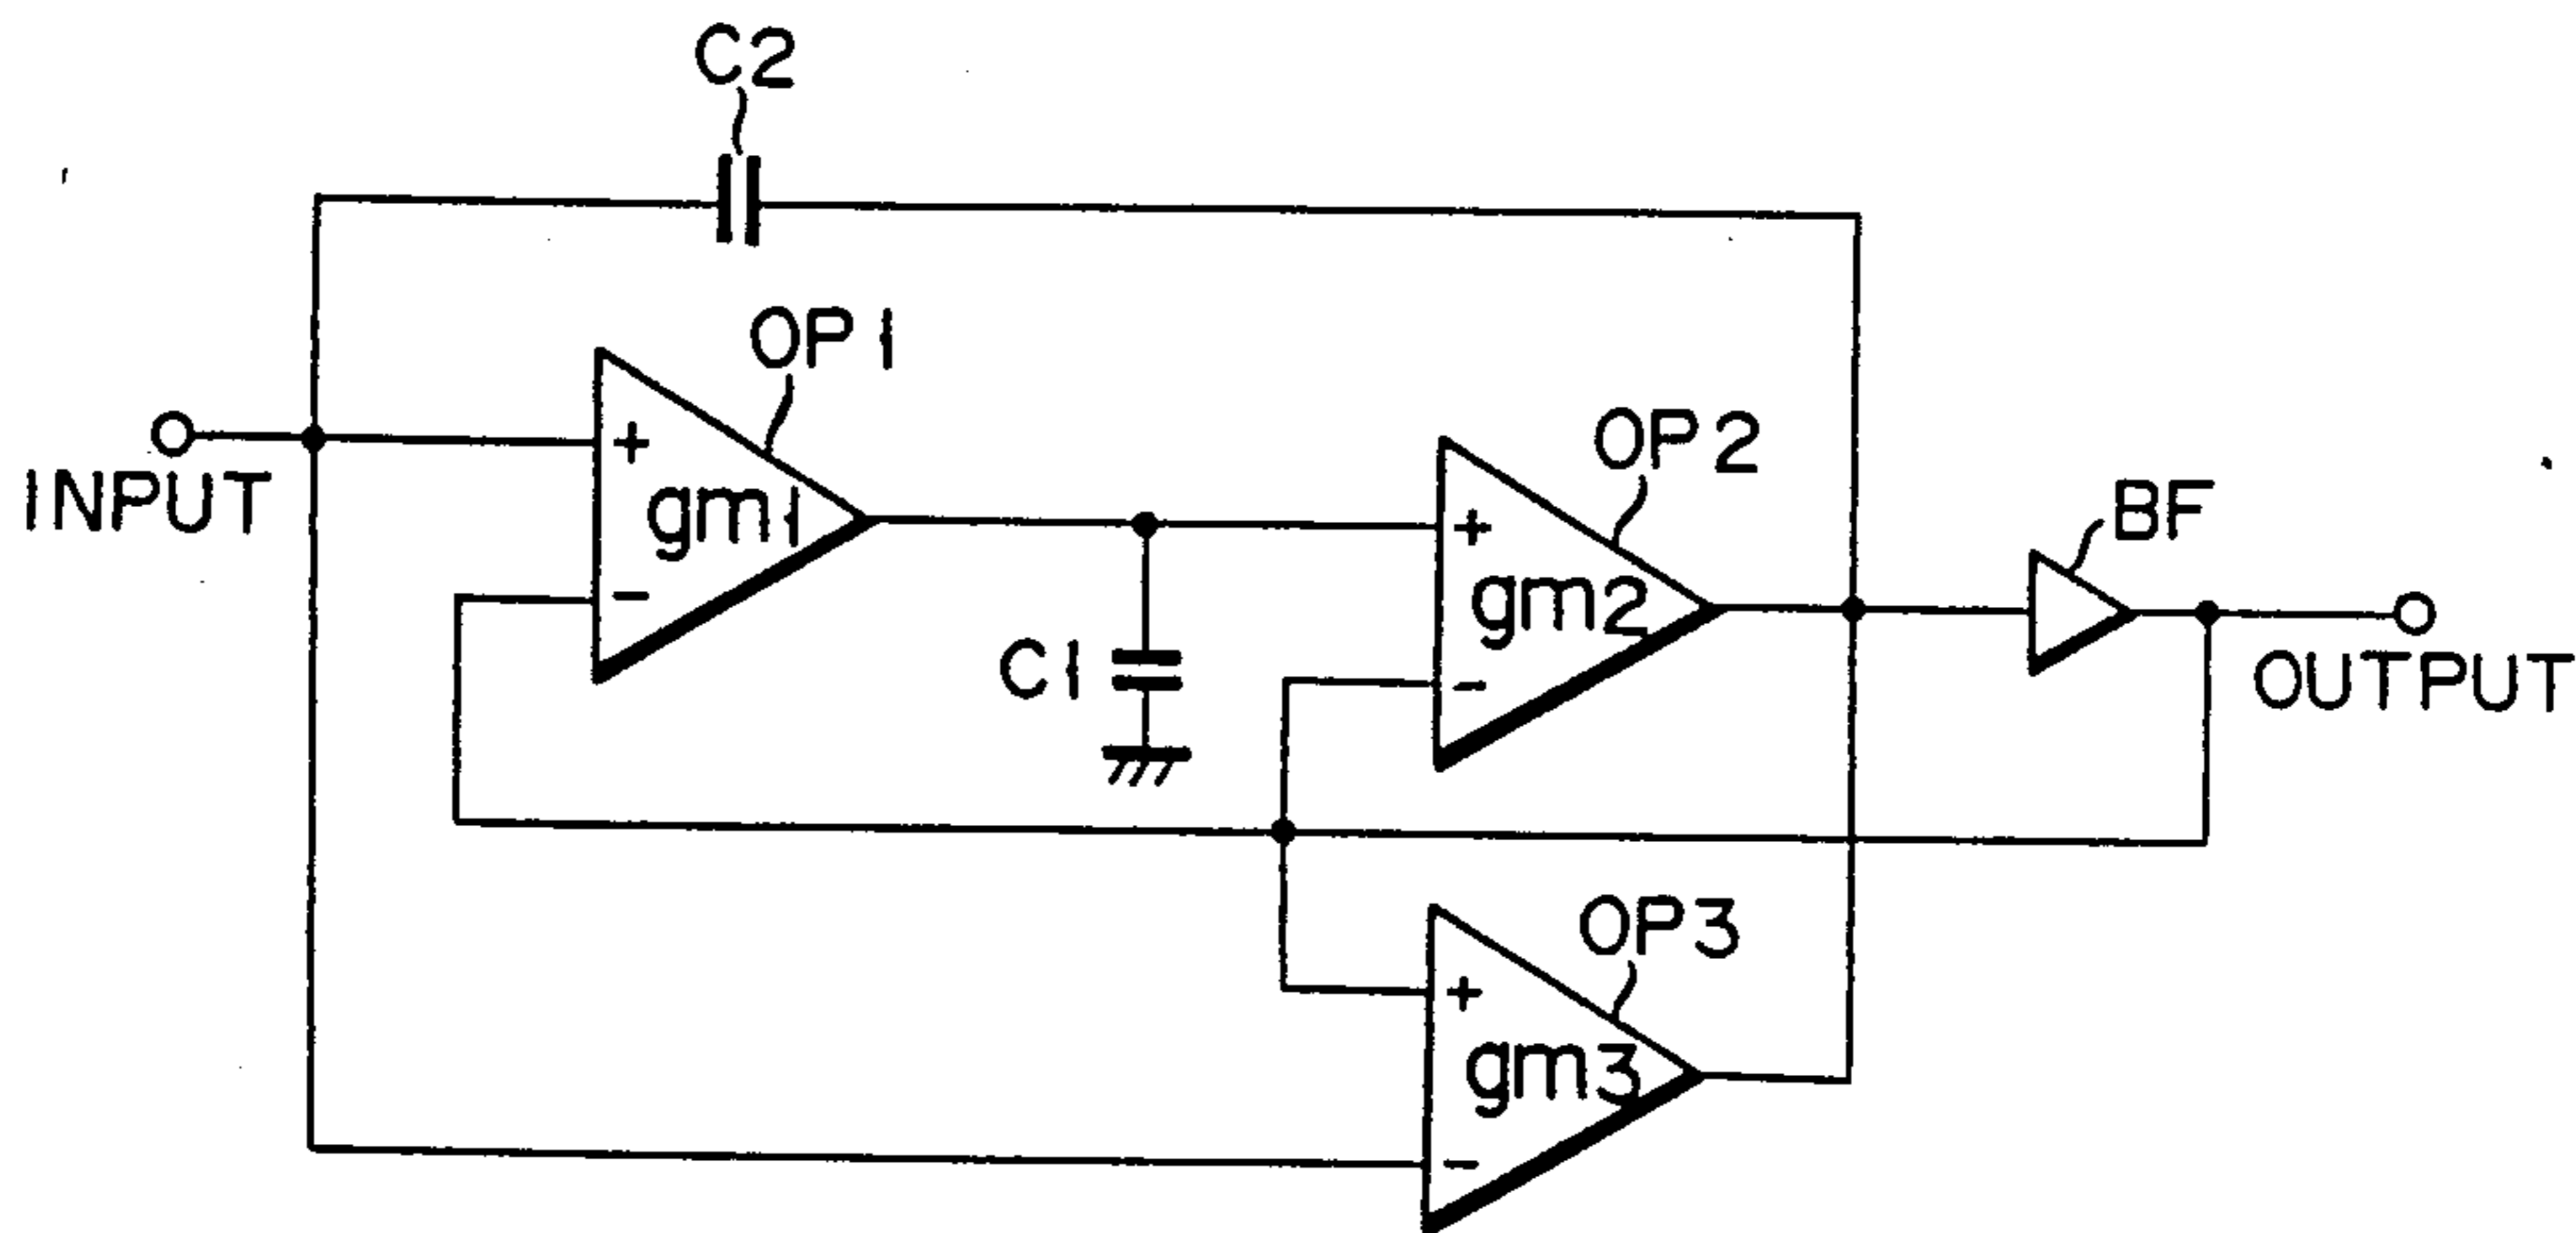 C2
OP1
INPUT
+
gm1
-
OP2
+
gm2
-
BF
OUTPUT
C1
OP3
+
gm3
-